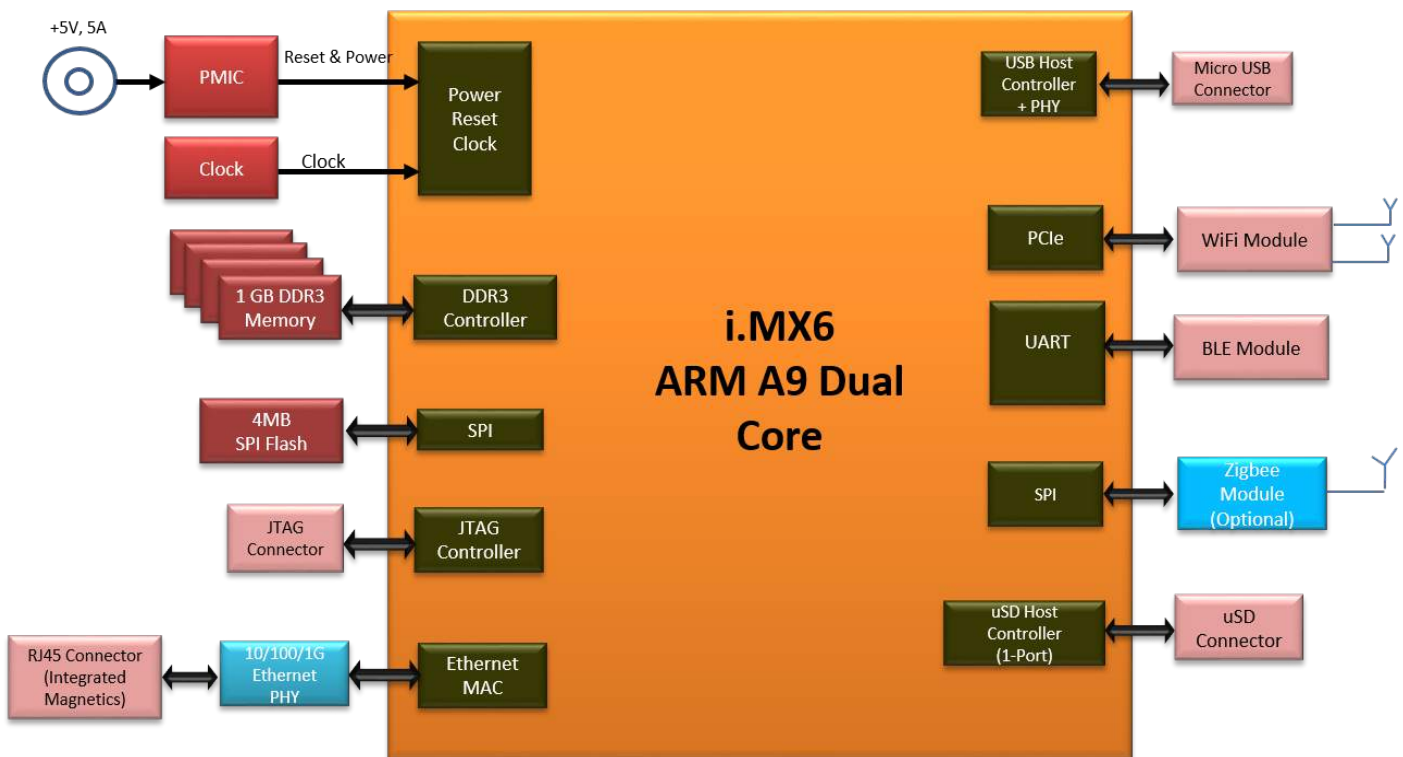 +5V, 5A
PMIC
Reset & Power
Power
Reset
Clock
Clock
Clock
1 GB DDR3
Memory
DDR3
Controller
4MB
SPI Flash
SPI
JTAG
Connector
JTAG
Controller
RJ45 Connector
(Integrated
Magnetics)
10/100/1G
Ethernet
PHY
Ethernet
MAC
i.MX6
ARM A9 Dual
Core
USB Host
Controller
+ PHY
Micro USB
Connector
PCIe
WiFi Module
UART
BLE Module
SPI
Zigbee
Module
(Optional)
uSD Host
Controller
(1-Port)
uSD
Connector